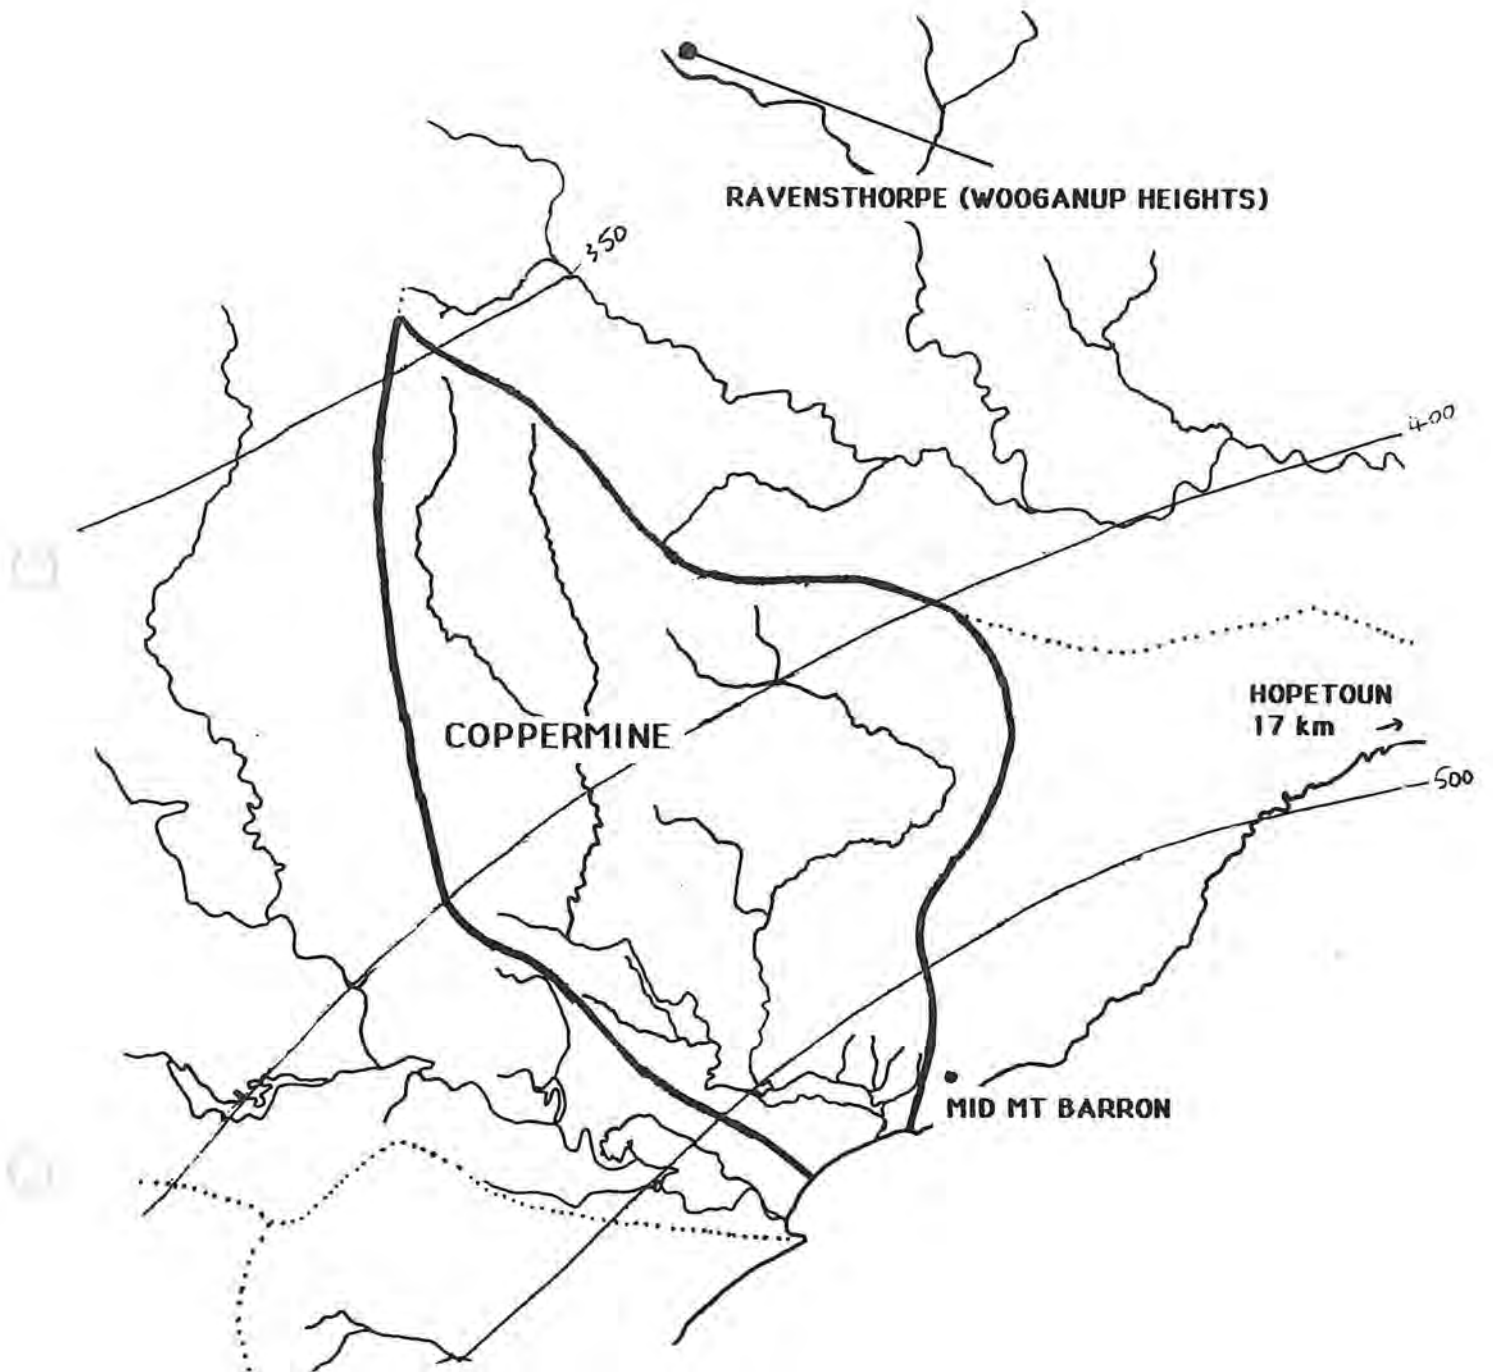 RAVENSTHORPE (WOOGANUP HEIGHTS)
350
400
HOPETOUN
17 km →
COPPERMINE
500
MID MT BARRON